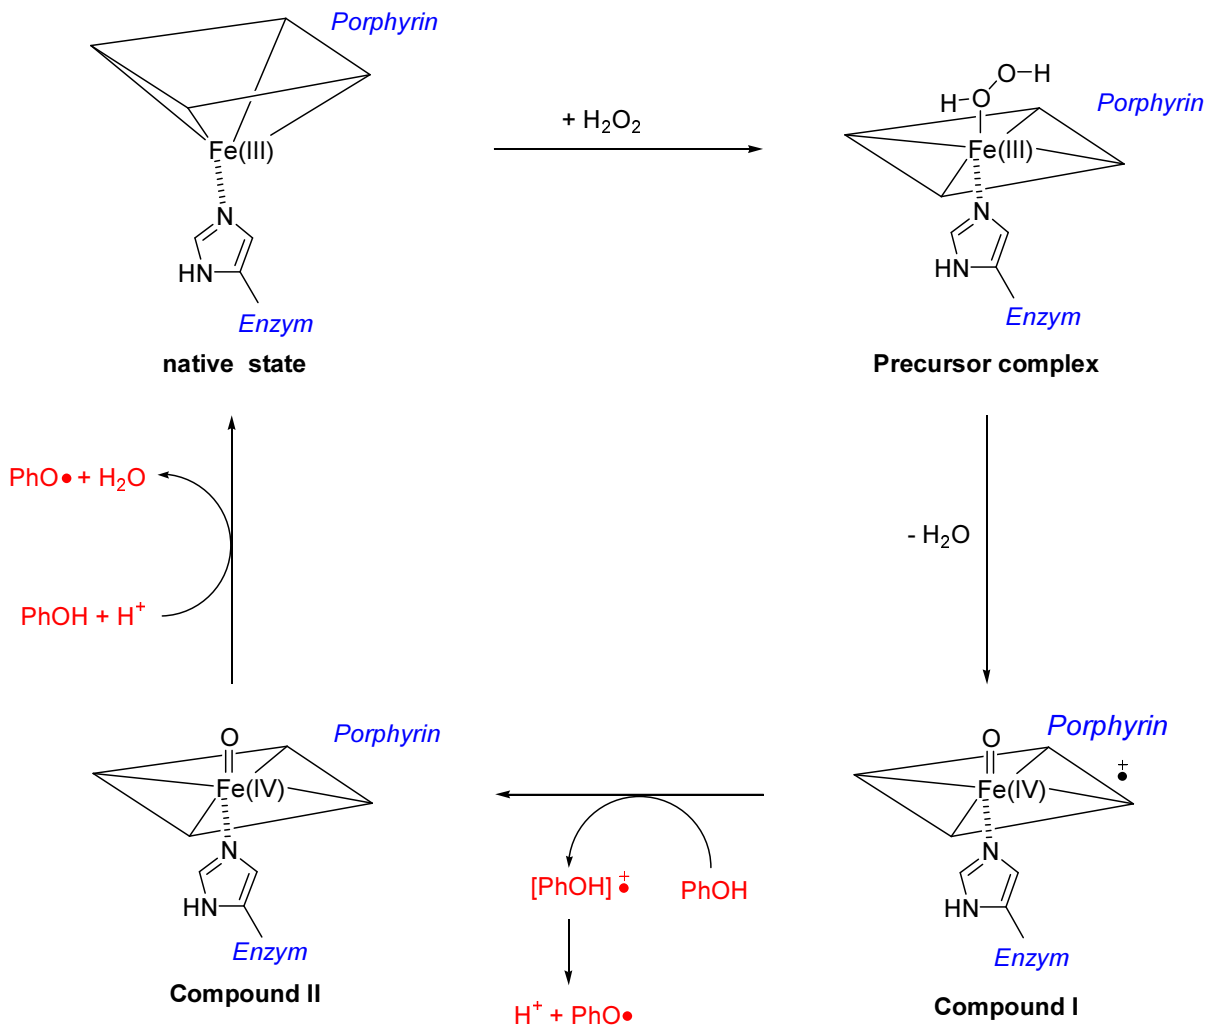 Porphyrin
Fe(III)
N
HN
Enzym
native state
+ H₂O₂
O–H
H–O
Porphyrin
Fe(III)
N
HN
Enzym
Precursor complex
- H₂O
PhO• + H₂O
PhOH + H⁺
O
Porphyrin
Fe(IV)
N
HN
Enzym
Compound II
[PhOH]•⁺
PhOH
H⁺ + PhO•
O
Porphyrin
•⁺
Fe(IV)
N
HN
Enzym
Compound I